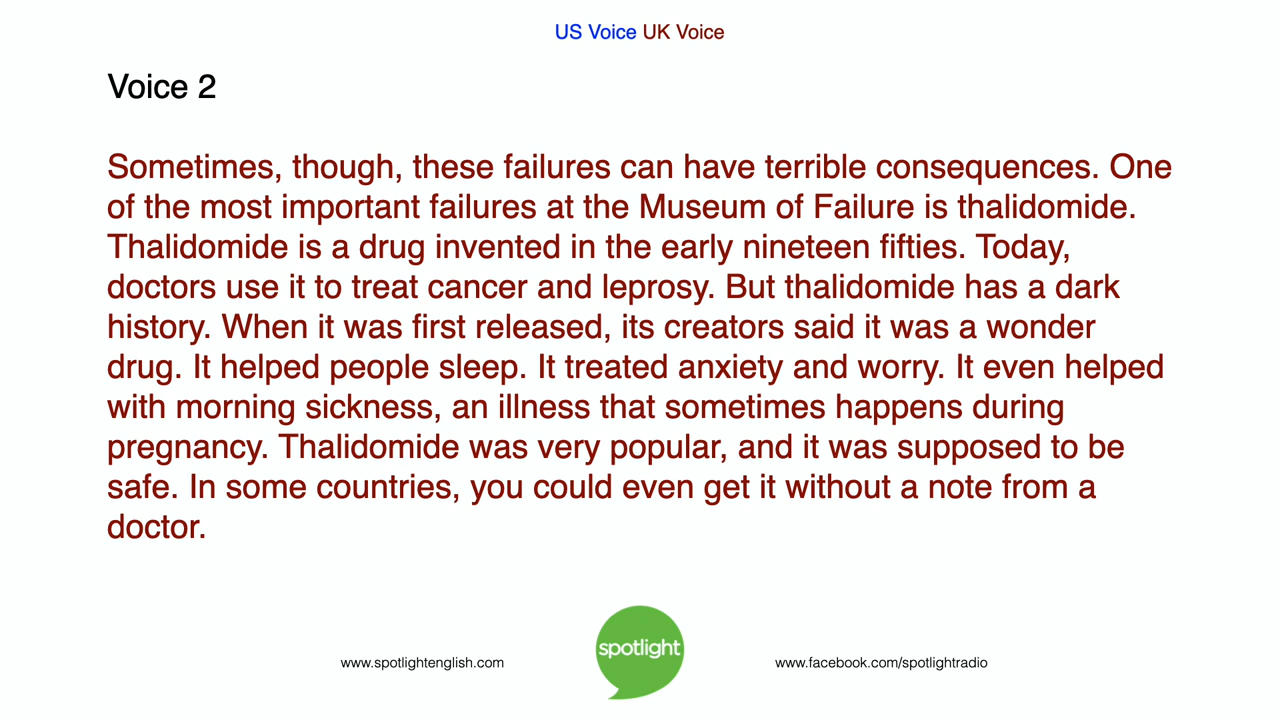 US Voice UK Voice
Voice 2
Sometimes, though, these failures can have terrible consequences. One
of the most important failures at the Museum of Failure is thalidomide.
Thalidomide is a drug invented in the early nineteen fifties. Today,
doctors use it to treat cancer and leprosy. But thalidomide has a dark
history. When it was first released, its creators said it was a wonder
drug. It helped people sleep. It treated anxiety and worry. It even helped
with morning sickness, an illness that sometimes happens during
pregnancy. Thalidomide was very popular, and it was supposed to be
safe. In some countries, you could even get it without a note from a
doctor.
spotlight
www.spotlightenglish.com
www.facebook.com/spotlightradio